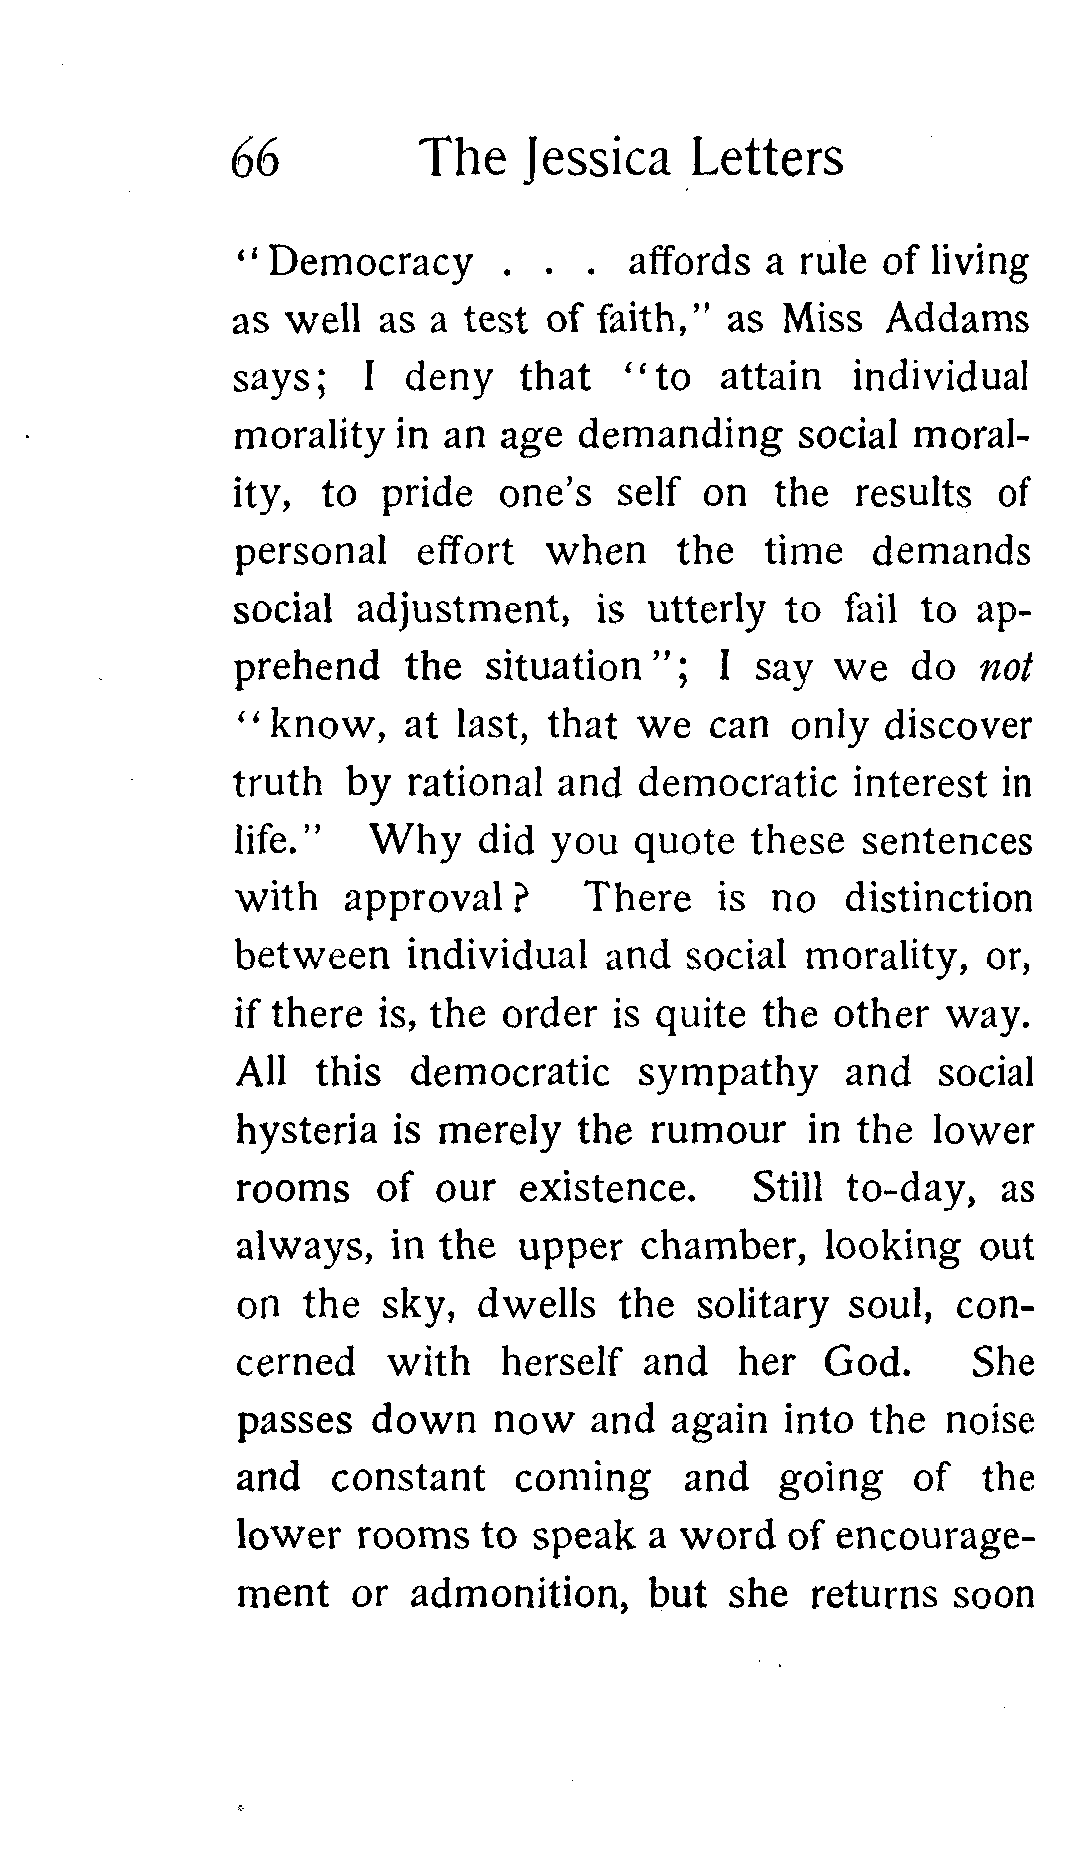 66 The Jessica Letters
“Democracy . . . affords a rule of living
as well as a test of faith,” as Miss Addams
says; I deny that “to attain individual
morality in an age demanding social moral-
ity, to pride one’s self on the results of
personal effort when the time demands
social adjustment, is utterly to fail to ap-
prehend the situation”; I say we do not
“know, at last, that we can only discover
truth by rational and democratic interest in
life.” Why did you quote these sentences
with approval? There is no distinction
between individual and social morality, or,
if there is, the order is quite the other way.
All this democratic sympathy and social
hysteria is merely the rumour in the lower
rooms of our existence. Still to-day, as
always, in the upper chamber, looking out
on the sky, dwells the solitary soul, con-
cerned with herself and her God. She
passes down now and again into the noise
and constant coming and going of the
lower rooms to speak a word of encourage-
ment or admonition, but she returns soon